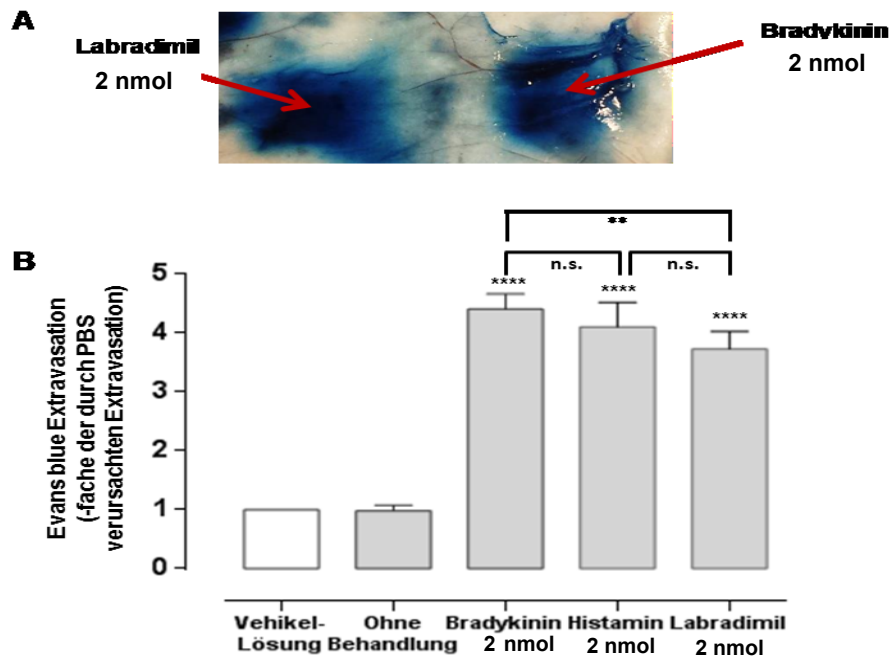 A
Labradimil
2 nmol
Bradykinin
2 nmol
B
**
n.s.
n.s.
****
****
****
Evans blue Extravasation
(-fache der durch PBS
verursachten Extravasation)
5
4
3
2
1
0
Vehikel-
Lösung
Ohne
Behandlung
Bradykinin
2 nmol
Histamin
2 nmol
Labradimil
2 nmol